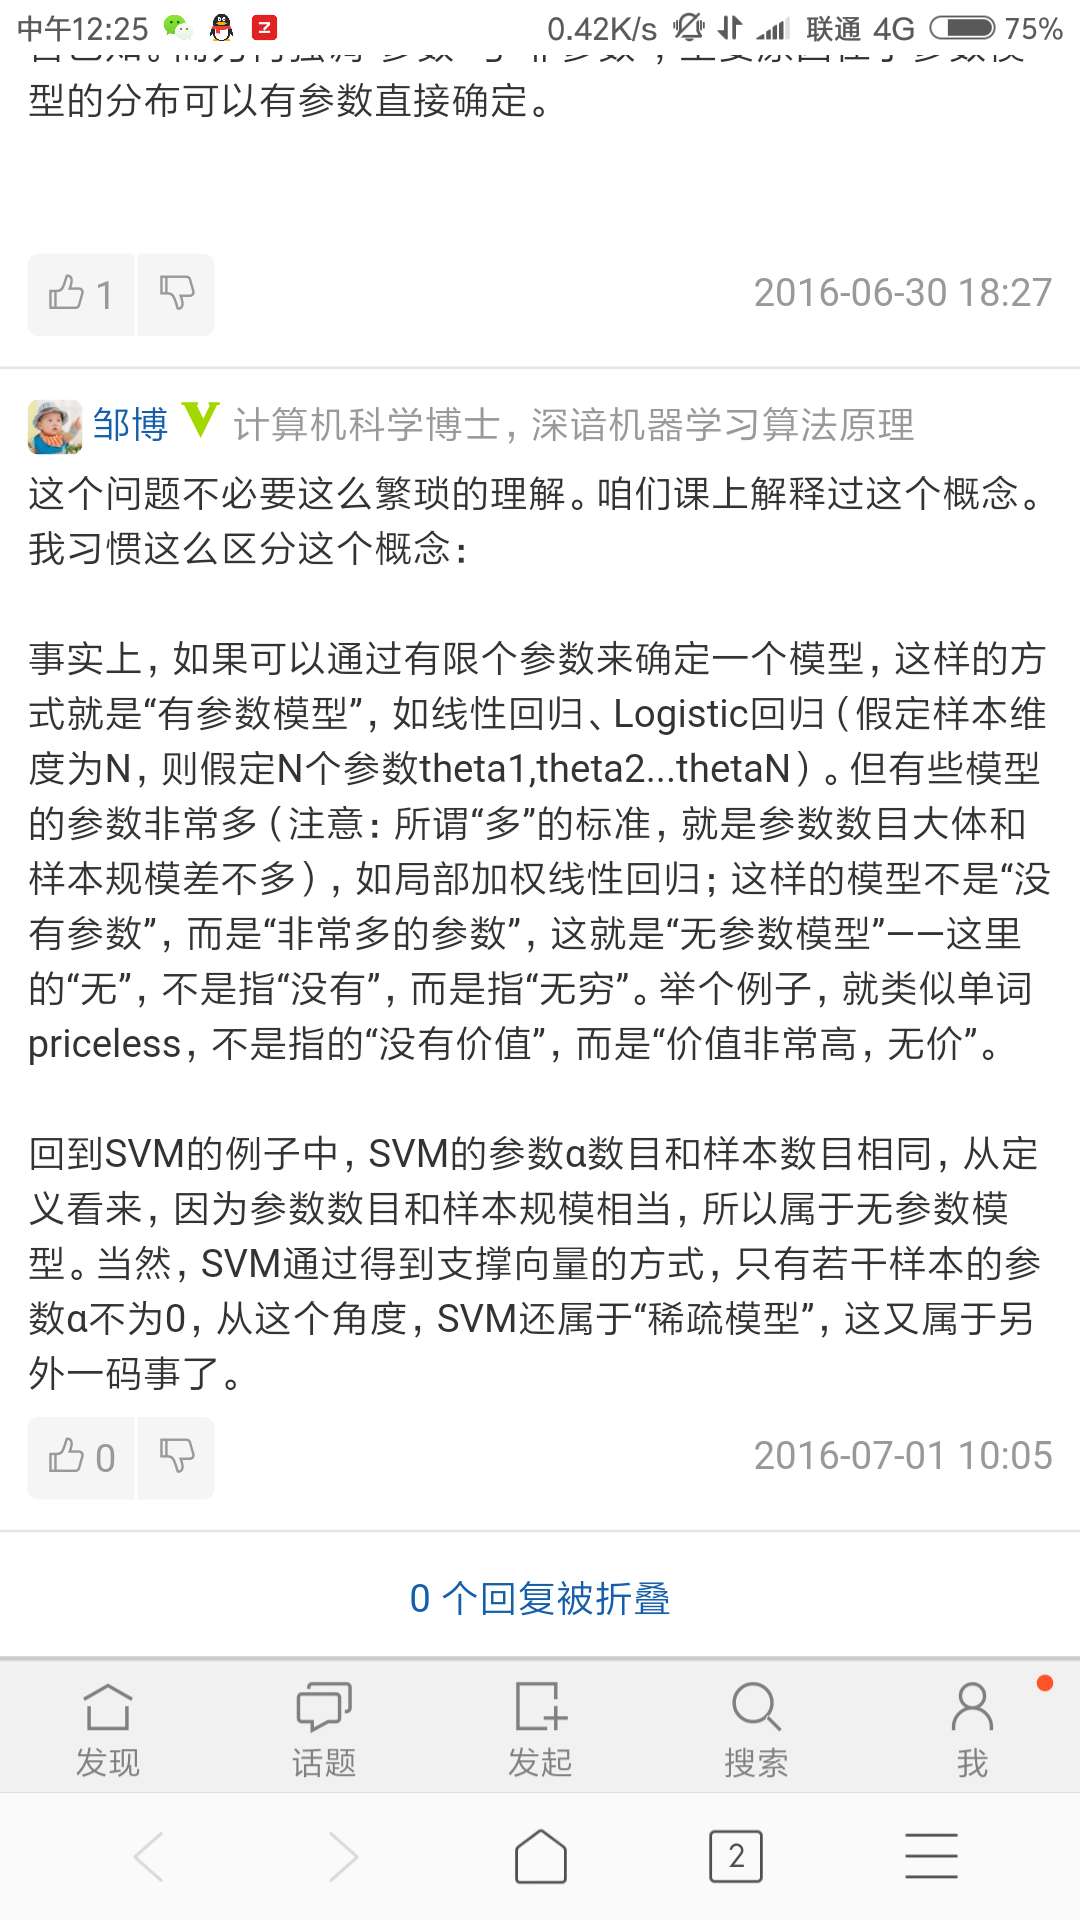 中午12:25
0.42K/s
联通 4G
75%
型的分布可以有参数直接确定。
1
2016-06-30 18:27
邹博 V 计算机科学博士，深谙机器学习算法原理
这个问题不必要这么繁琐的理解。咱们课上解释过这个概念。
我习惯这么区分这个概念：
事实上，如果可以通过有限个参数来确定一个模型，这样的方
式就是“有参数模型”，如线性回归、Logistic回归（假定样本维
度为N，则假定N个参数theta1,theta2...thetaN）。但有些模型
的参数非常多（注意：所谓“多”的标准，就是参数数目大体和
样本规模差不多），如局部加权线性回归；这样的模型不是“没
有参数”，而是“非常多的参数”，这就是“无参数模型”——这里
的“无”，不是指“没有”，而是指“无穷”。举个例子，就类似单词
priceless，不是指的“没有价值”，而是“价值非常高，无价”。
回到SVM的例子中，SVM的参数α数目和样本数目相同，从定
义看来，因为参数数目和样本规模相当，所以属于无参数模
型。当然，SVM通过得到支撑向量的方式，只有若干样本的参
数α不为0，从这个角度，SVM还属于“稀疏模型”，这又属于另
外一码事了。
0
2016-07-01 10:05
0 个回复被折叠
发现
话题
发起
搜索
我
2